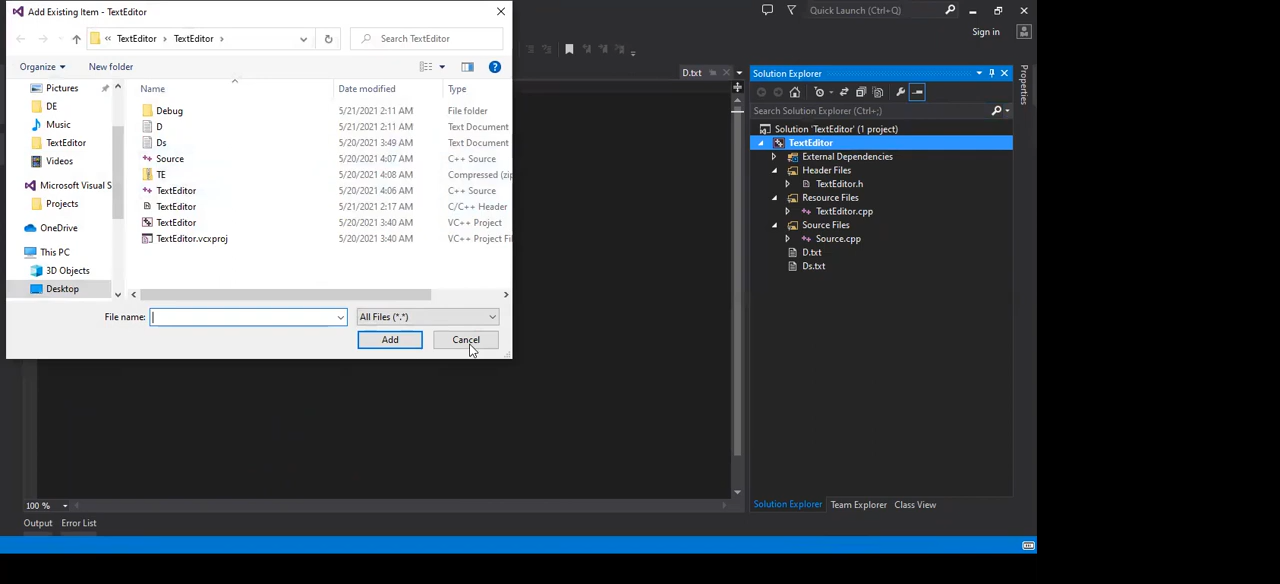 Add Existing Item - TextEditor
« TextEditor › TextEditor ›
Search TextEditor
Organize
New folder
Name
Date modified
Type
Pictures
DE
Music
TextEditor
Videos
Microsoft Visual S
Projects
OneDrive
This PC
3D Objects
Desktop
Debug 5/21/2021 2:11 AM File folder
D 5/21/2021 2:11 AM Text Document
Ds 5/20/2021 3:49 AM Text Document
Source 5/20/2021 4:07 AM C++ Source
TE 5/20/2021 4:08 AM Compressed (zip
TextEditor 5/20/2021 4:06 AM C++ Source
TextEditor 5/21/2021 2:17 AM C/C++ Header
TextEditor 5/20/2021 3:40 AM VC++ Project
TextEditor.vcxproj 5/20/2021 3:40 AM VC++ Project Fil
File name:
All Files (*.*)
Add
Cancel
Quick Launch (Ctrl+Q)
Sign in
D.txt
Solution Explorer
Search Solution Explorer (Ctrl+;)
Solution 'TextEditor' (1 project)
TextEditor
External Dependencies
Header Files
TextEditor.h
Resource Files
TextEditor.cpp
Source Files
Source.cpp
D.txt
Ds.txt
Properties
100 %
Solution Explorer
Team Explorer
Class View
Output
Error List